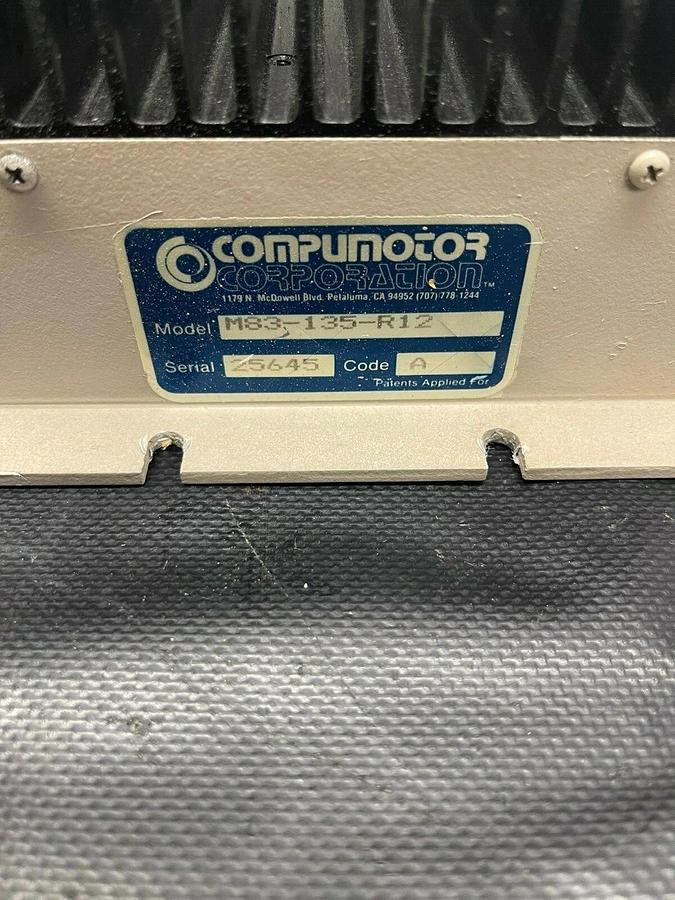 COMPUMOTOR
CORPORATION™
1179 N. McDowell Blvd. Petaluma, CA 94952 (707) 778-1244
Model M83-135-R12
Serial 25645 Code A
Patents Applied For